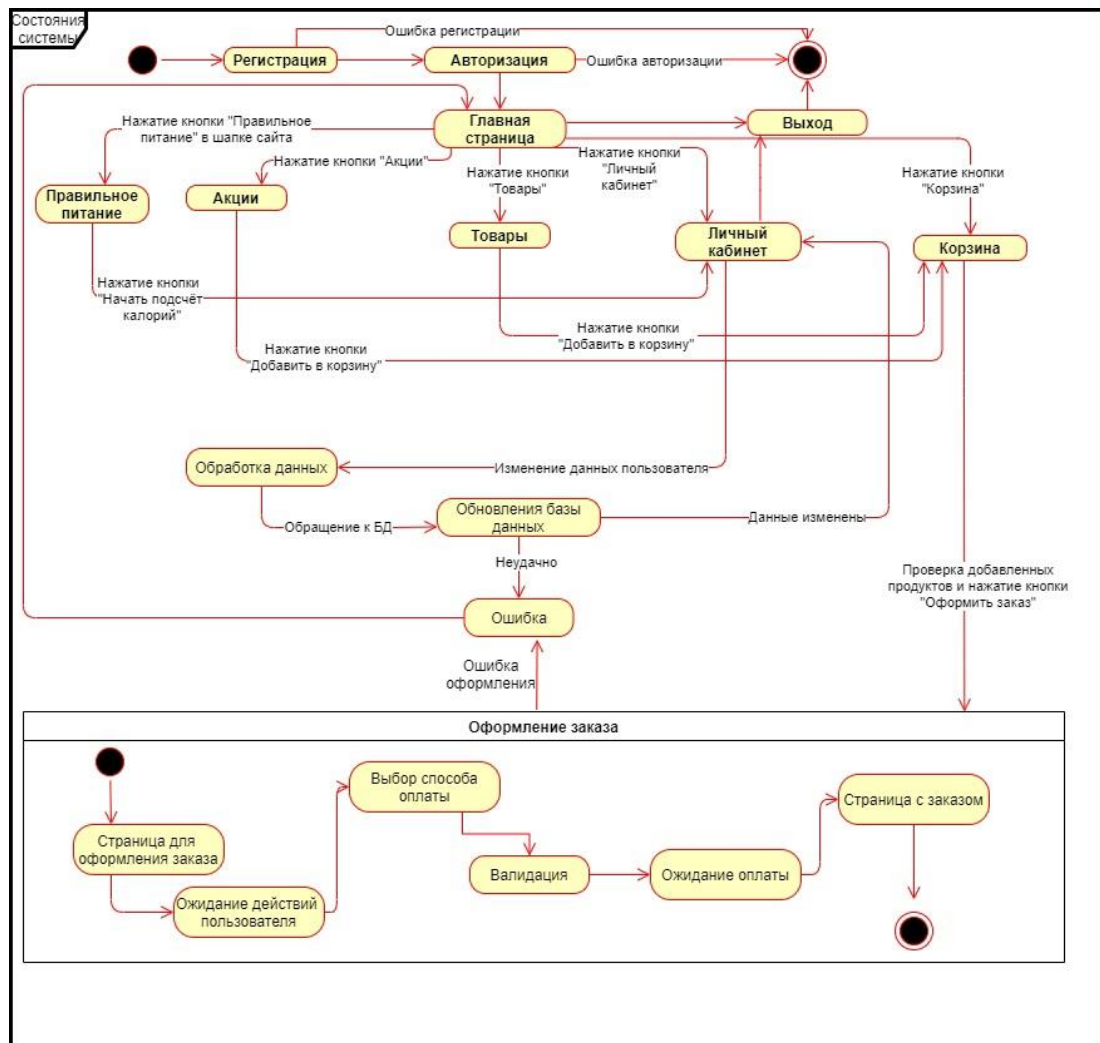 Состояния
системы
Ошибка регистрации
Регистрация
Авторизация
Ошибка авторизации
Нажатие кнопки "Правильное
питание" в шапке сайта
Главная
страница
Выход
Нажатие кнопки "Акции"
Нажатие кнопки
"Товары"
Нажатие кнопки
"Личный
кабинет"
Нажатие кнопки
"Корзина"
Правильное
питание
Акции
Товары
Личный
кабинет
Корзина
Нажатие кнопки
"Начать подсчёт
калорий"
Нажатие кнопки
"Добавить в корзину"
Нажатие кнопки
"Добавить в корзину"
Обработка данных
Изменение данных пользователя
Обращение к БД
Обновления базы
данных
Данные изменены
Неудачно
Ошибка
Проверка добавленных
продуктов и нажатие кнопки
"Оформить заказ"
Ошибка
оформления
Оформление заказа
Страница для
оформления заказа
Ожидание действий
пользователя
Выбор способа
оплаты
Валидация
Ожидание оплаты
Страница с заказом